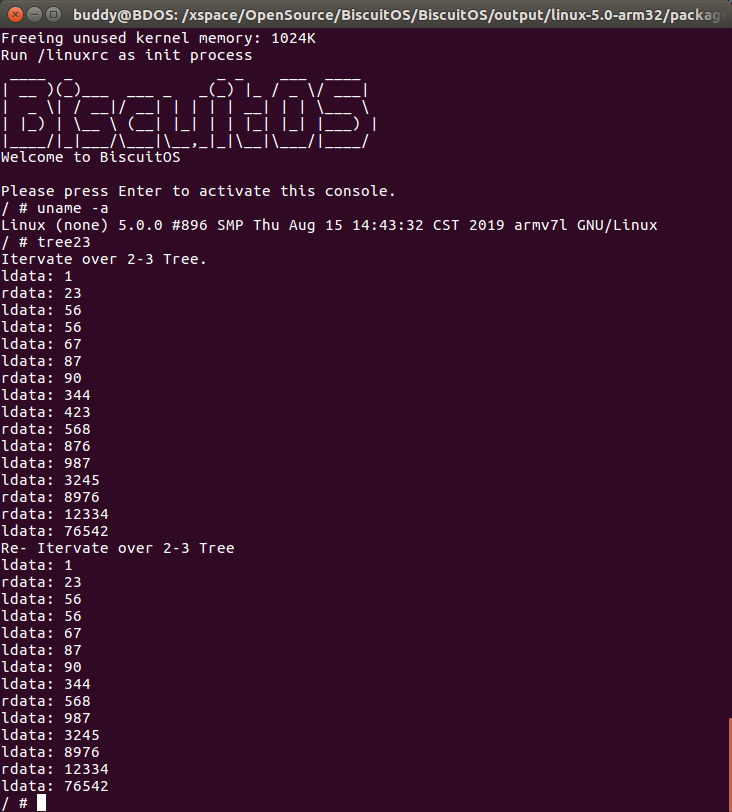 buddy@BDOS: /xspace/OpenSource/BiscuitOS/BiscuitOS/output/linux-5.0-arm32/packag
Freeing unused kernel memory: 1024K
Run /linuxrc as init process
 ____  _                _ _    ___  ____
| __ )(_)___  ___ _   _(_) |_ / _ \/ ___|
|  _ \| / __|/ __| | | | | __| | | \___ \
| |_) | \__ \ (__| |_| | | |_| |_| |___) |
|____/|_|___/\___|\__,_|_|\__|\___/|____/
Welcome to BiscuitOS
Please press Enter to activate this console.
/ # uname -a
Linux (none) 5.0.0 #896 SMP Thu Aug 15 14:43:32 CST 2019 armv7l GNU/Linux
/ # tree23
Itervate over 2-3 Tree.
ldata: 1
rdata: 23
ldata: 56
ldata: 56
ldata: 67
ldata: 87
rdata: 90
ldata: 344
ldata: 423
rdata: 568
ldata: 876
ldata: 987
ldata: 3245
rdata: 8976
rdata: 12334
ldata: 76542
Re- Itervate over 2-3 Tree
ldata: 1
rdata: 23
ldata: 56
ldata: 56
ldata: 67
ldata: 87
ldata: 90
ldata: 344
rdata: 568
ldata: 987
ldata: 3245
ldata: 8976
rdata: 12334
ldata: 76542
/ #